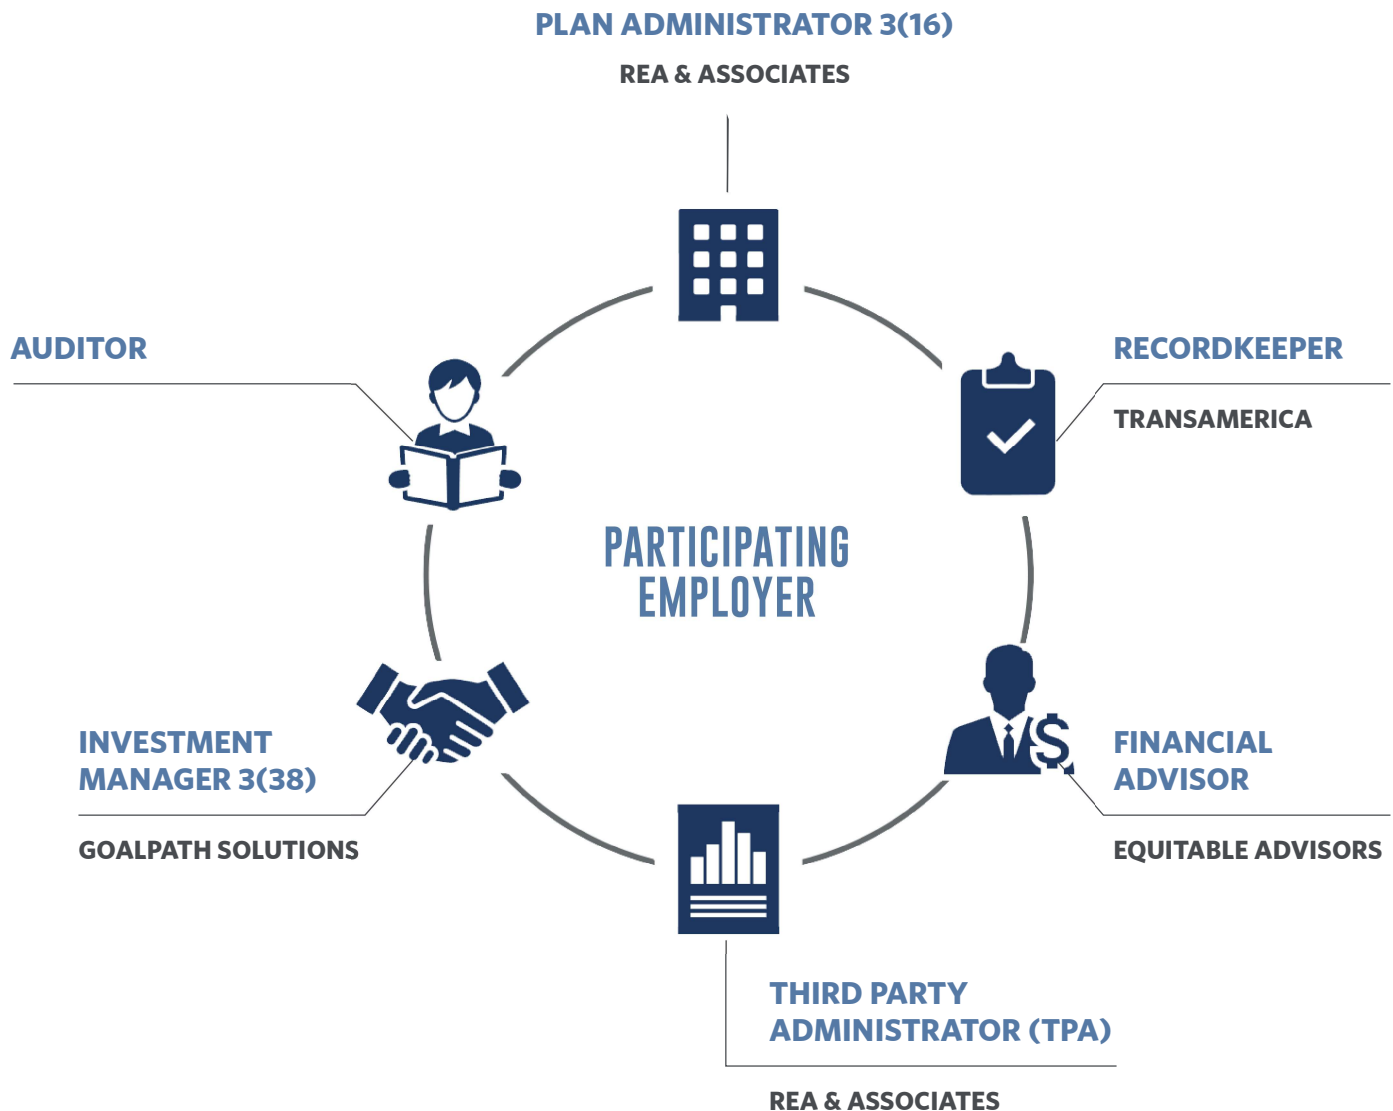 PLAN ADMINISTRATOR 3(16)
REA & ASSOCIATES
AUDITOR
RECORDKEEPER
TRANSAMERICA
PARTICIPATING
EMPLOYER
INVESTMENT
MANAGER 3(38)
GOALPATH SOLUTIONS
$
FINANCIAL
ADVISOR
EQUITABLE ADVISORS
THIRD PARTY
ADMINISTRATOR (TPA)
REA & ASSOCIATES